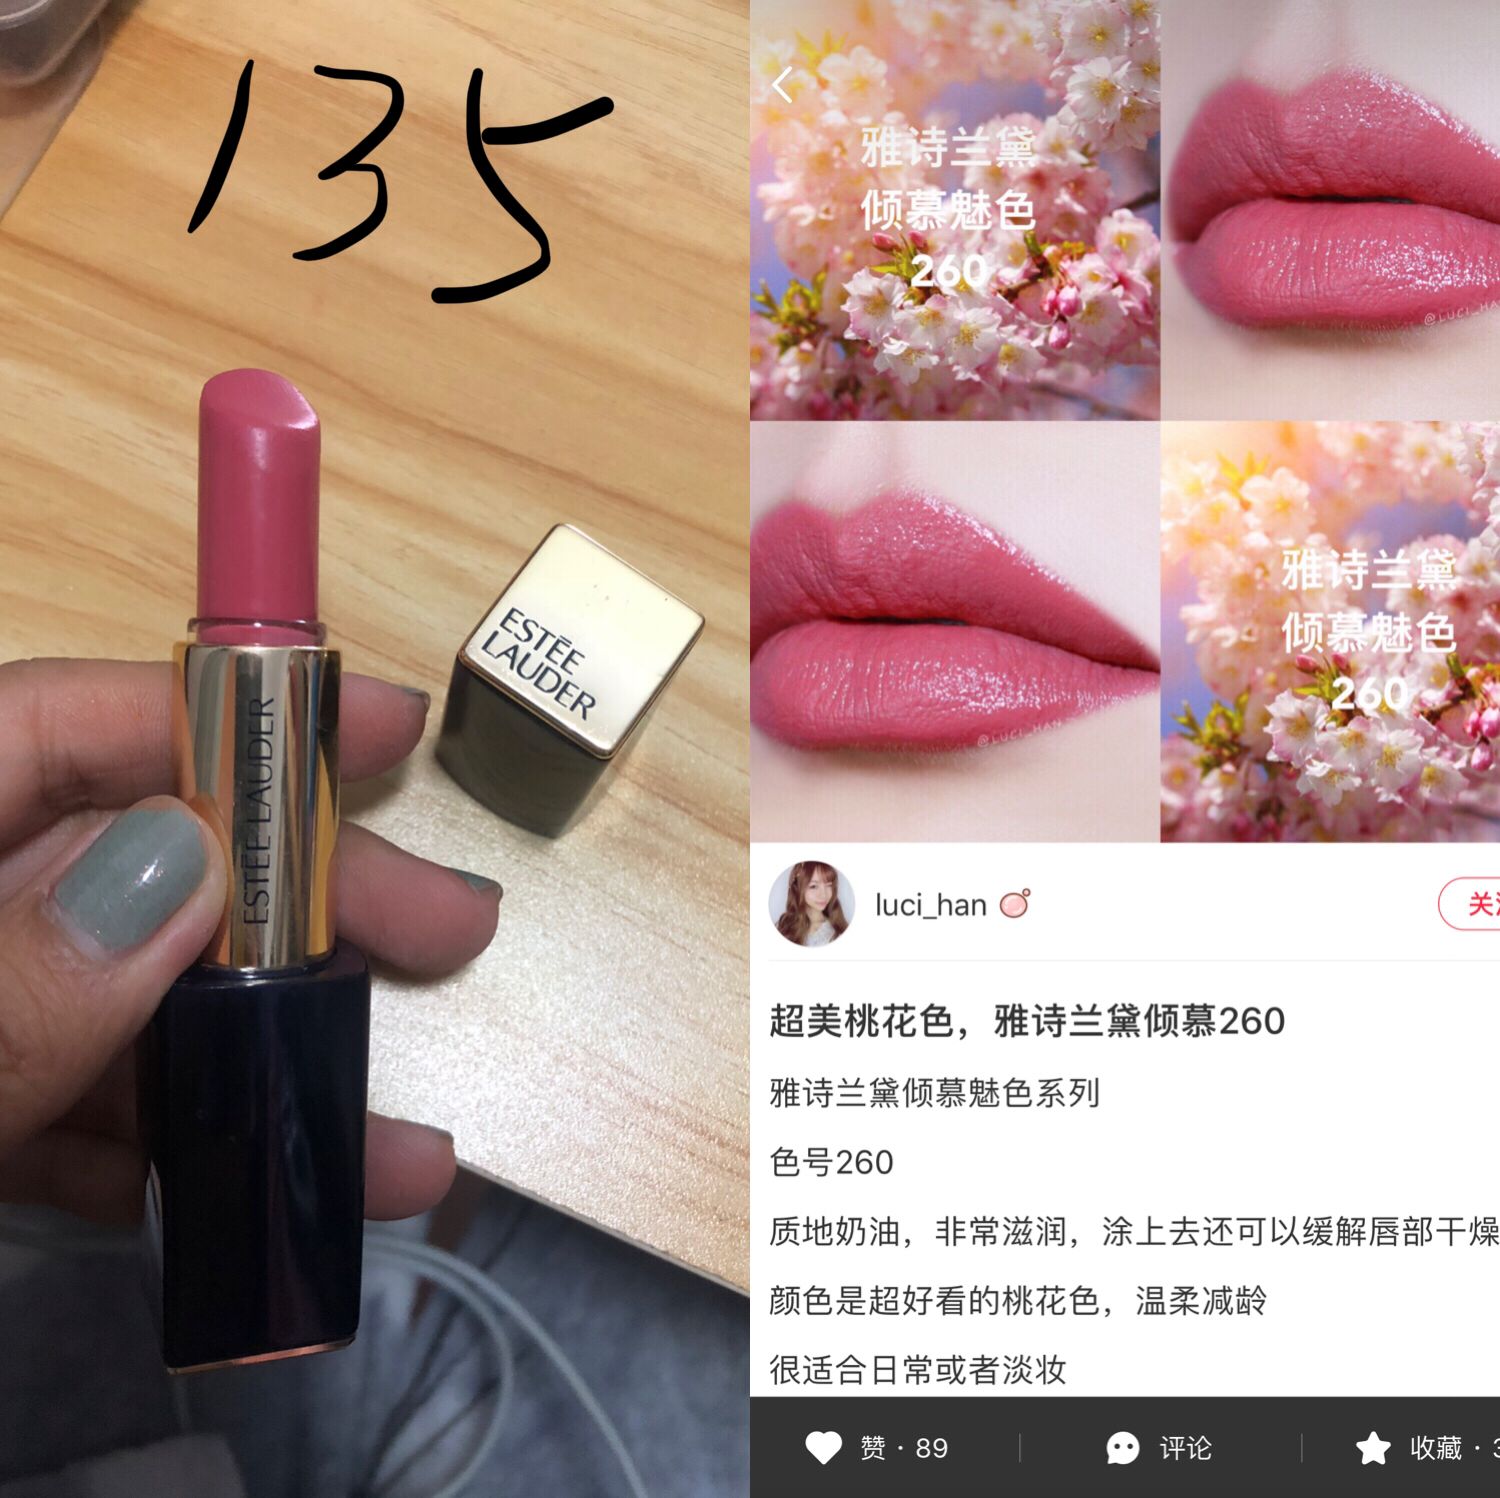 135
ESTĒE
LAUDER
ESTĒE LAUDER
雅诗兰黛
倾慕魅色
260
@LUCI_HA
@LUCI_HAN
雅诗兰黛
倾慕魅色
260
luci_han
关注
超美桃花色，雅诗兰黛倾慕260
雅诗兰黛倾慕魅色系列
色号260
质地奶油，非常滋润，涂上去还可以缓解唇部干燥
颜色是超好看的桃花色，温柔减龄
很适合日常或者淡妆
赞 · 89
评论
收藏 · 3